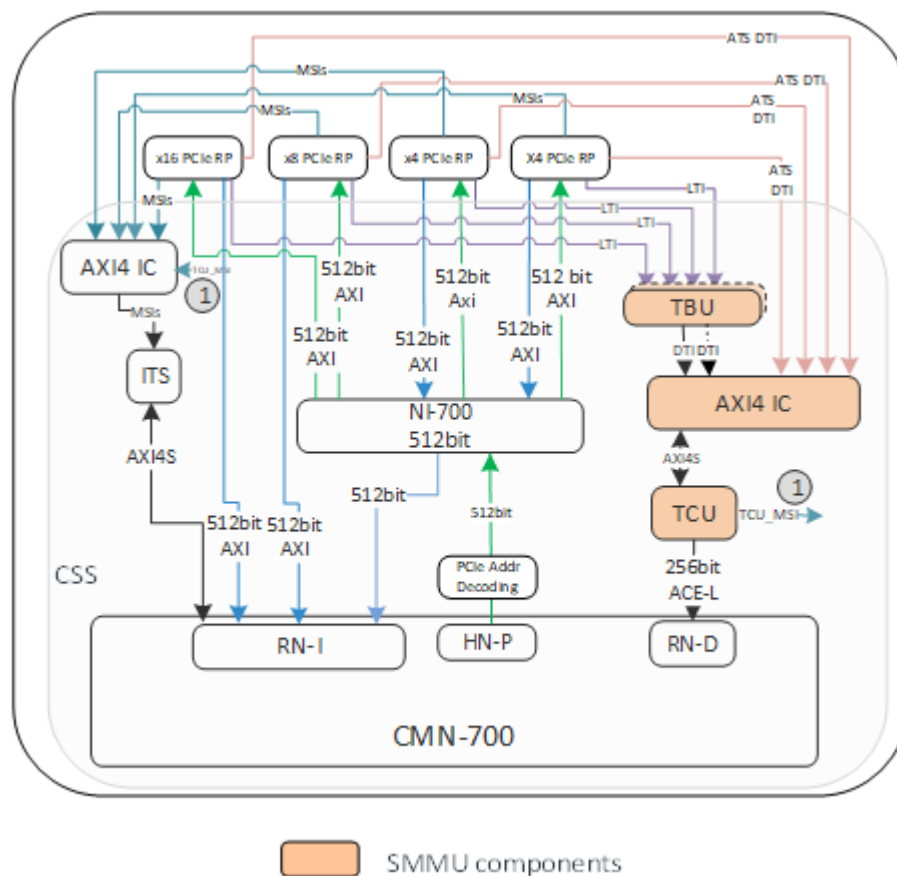 ATS DTI
MSIs
ATS DTI
MSIs
ATS
DTI
x16 PCIe RP
x8 PCIe RP
x4 PCIe RP
X4 PCIe RP
ATS
DTI
MSIs
LTI
LTI
LTI
LTI
AXI4 IC
TCU_MSI
1
512bit
AXI
512bit
Axi
512 bit
AXI
TBU
MSIs
512bit
AXI
512bit
AXI
512bit
AXI
DTI
DTI
ITS
NI-700
512bit
AXI4 IC
AXI4S
AXI4S
512bit
512bit
TCU
1
TCU_MSI
512bit
AXI
512bit
AXI
PCIe Addr
Decoding
256bit
ACE-L
CSS
RN-I
HN-P
RN-D
CMN-700
SMMU components